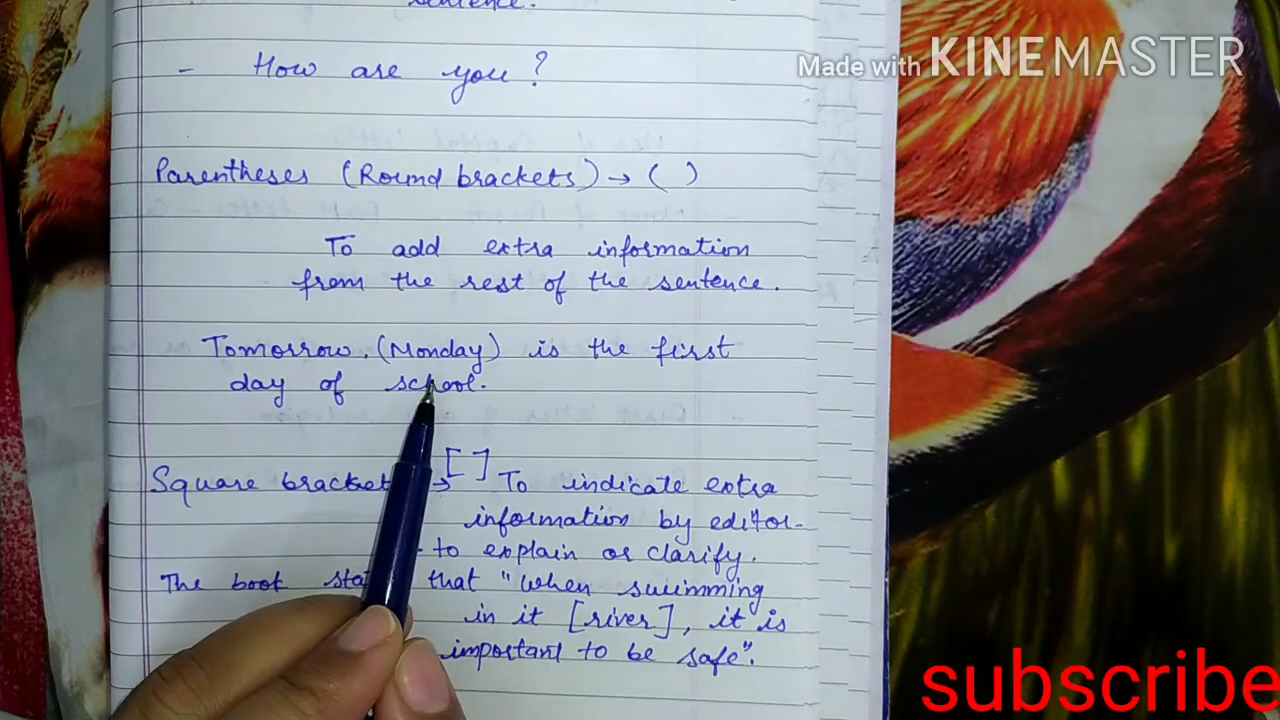 sentence.
- How are you?
Made with KINEMASTER
Parentheses (Round brackets) → ( )
To add extra information
from the rest of the sentence.
Tomorrow, (Monday) is the first
day of school.
Square bracket → [ ] To indicate extra
information by editor
- to explain or clarify.
The book that "when swimming
in it [river], it is
important to be safe".
subscribe